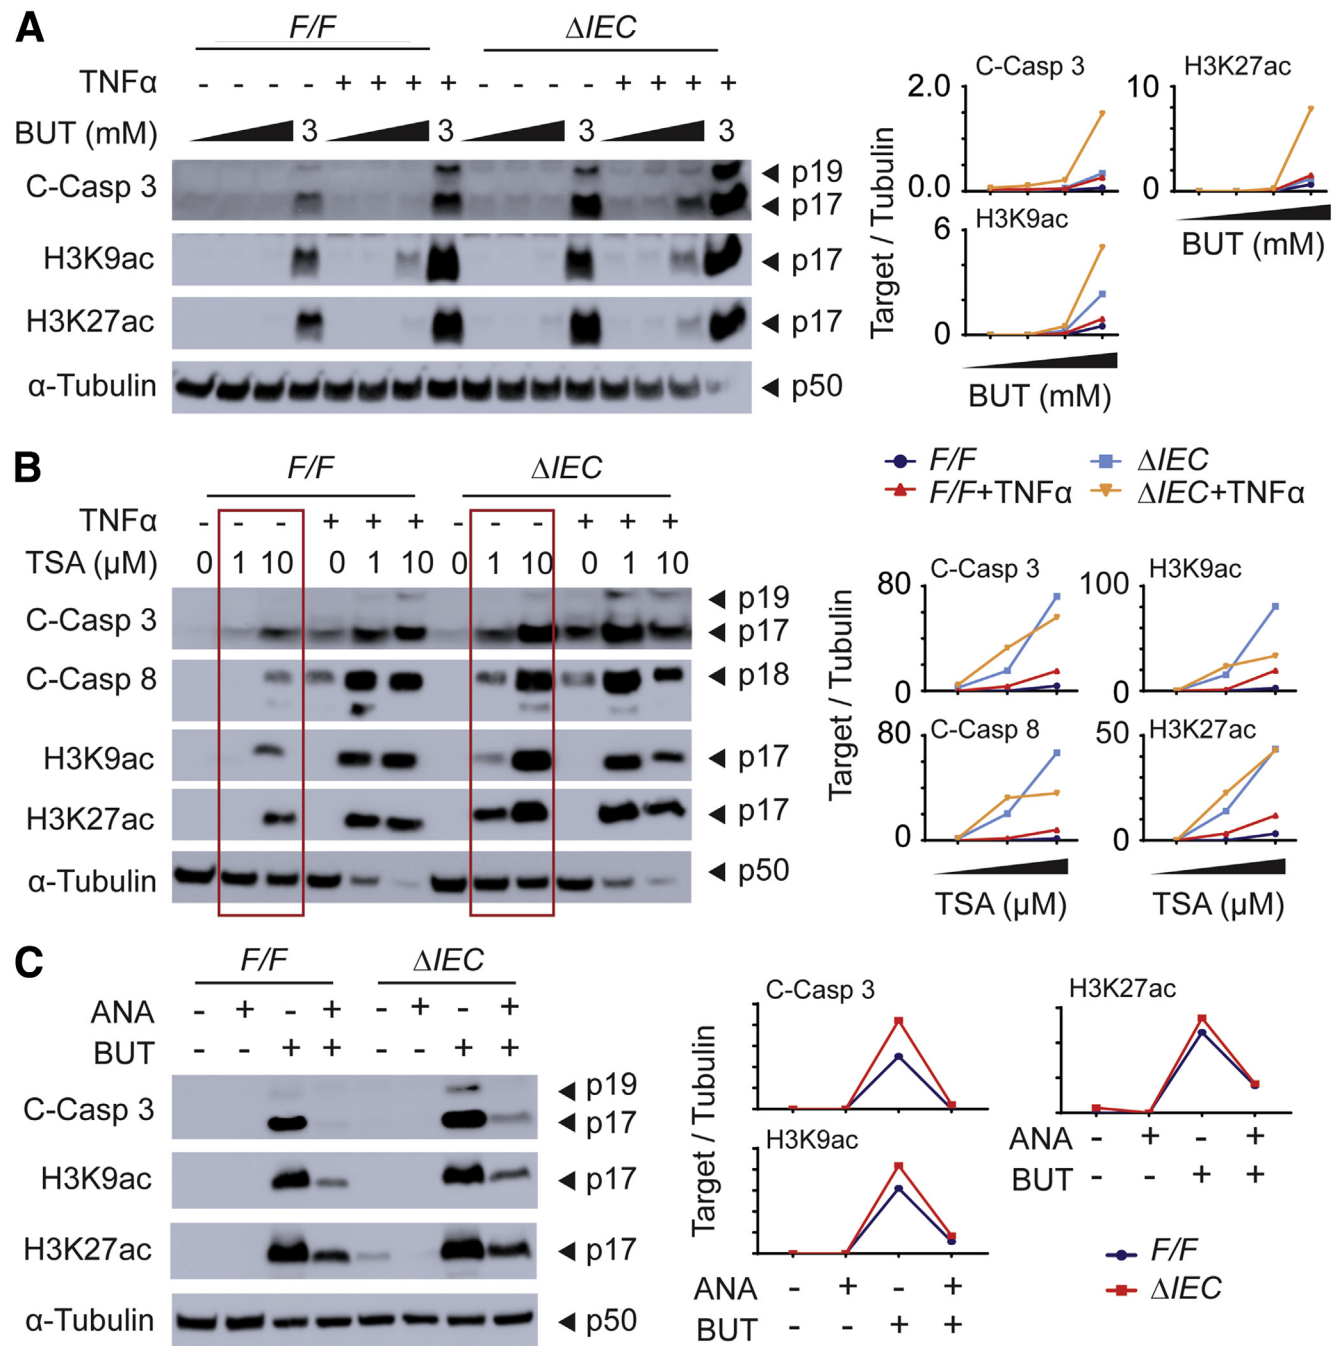 A
F/F ΔIEC
TNFα - - - - + + + + - - - - + + + +
BUT (mM) 3 3 3 3
C-Casp 3 p19
p17
H3K9ac p17
H3K27ac p17
α-Tubulin p50
C-Casp 3 H3K27ac
2.0 10
0.0 0
H3K9ac
6
0
Target / Tubulin
BUT (mM)
BUT (mM)
B
F/F ΔIEC
TNFα - - - + + + - - - + + +
TSA (µM) 0 1 10 0 1 10 0 1 10 0 1 10
C-Casp 3 p19
p17
C-Casp 8 p18
H3K9ac p17
H3K27ac p17
α-Tubulin p50
F/F ΔIEC
F/F+TNFα ΔIEC+TNFα
C-Casp 3 H3K9ac
80 100
0 0
C-Casp 8 H3K27ac
80 50
0 0
Target / Tubulin
TSA (µM) TSA (µM)
C
F/F ΔIEC
ANA - + - + - + - +
BUT - - + + - - + +
C-Casp 3 p19
p17
H3K9ac p17
H3K27ac p17
α-Tubulin p50
C-Casp 3 H3K27ac
H3K9ac
Target / Tubulin
ANA - + - +
BUT - - + +
ANA - + - +
BUT - - + +
F/F
ΔIEC